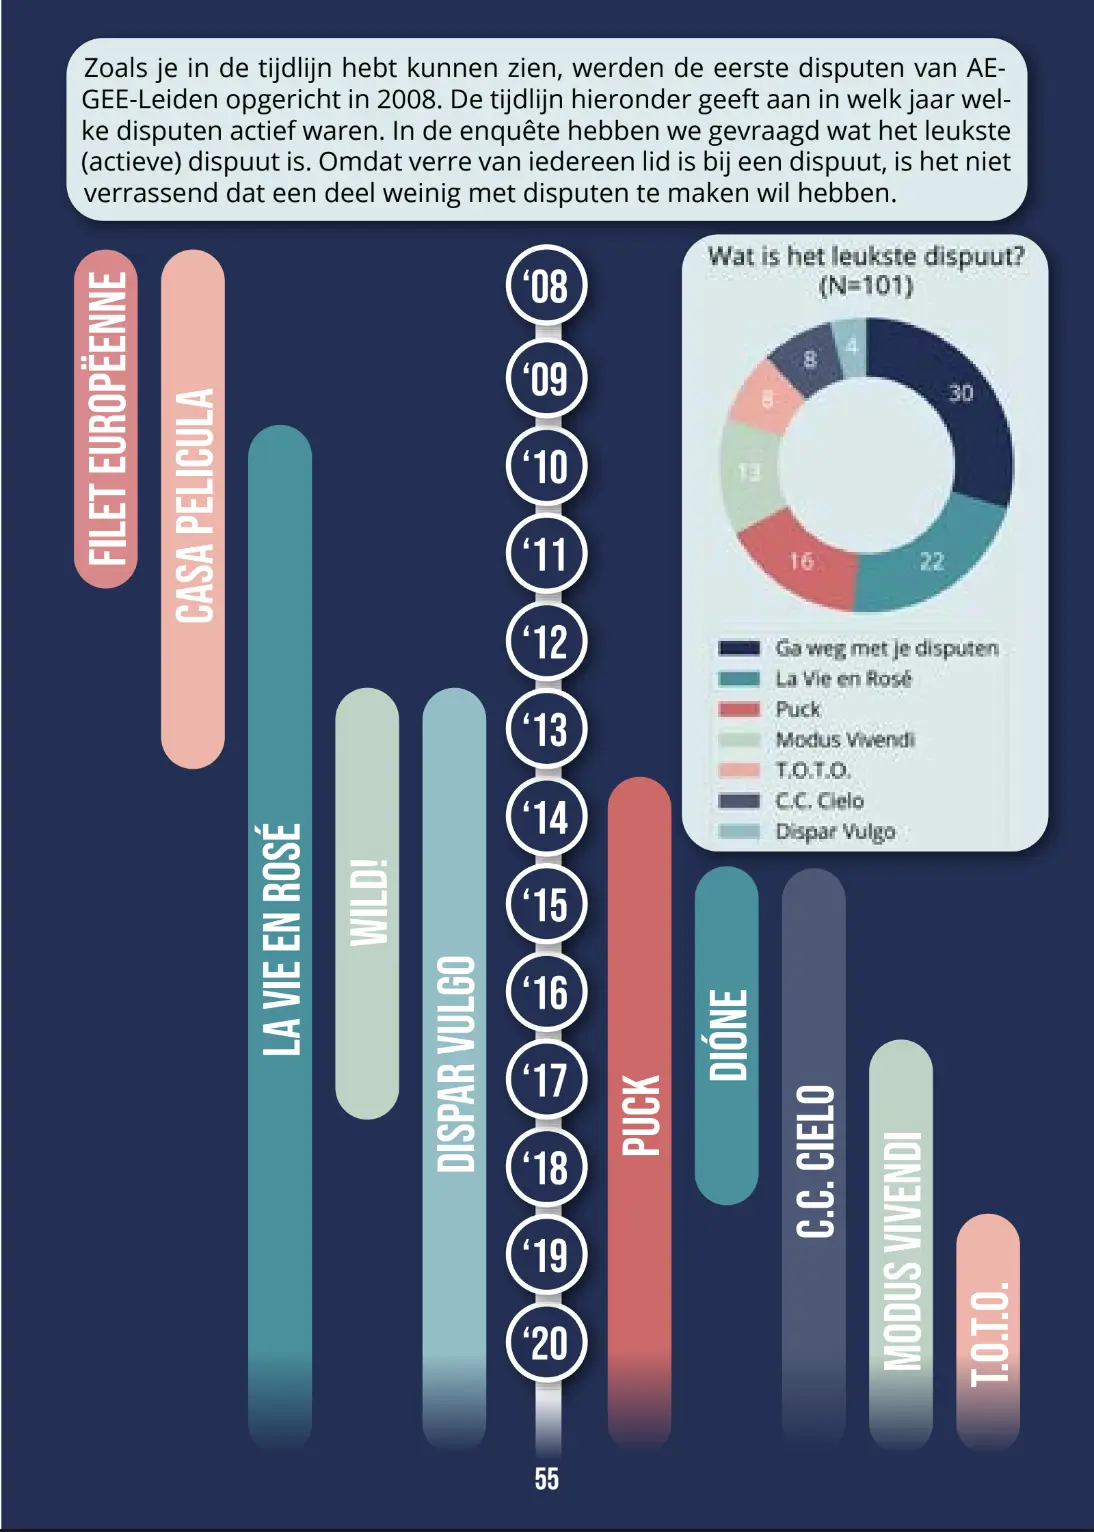 Zoals je in de tijdlijn hebt kunnen zien, werden de eerste disputen van AE-
GEE-Leiden opgericht in 2008. De tijdlijn hieronder geeft aan in welk jaar wel-
ke disputen actief waren. In de enquête hebben we gevraagd wat het leukste
(actieve) dispuut is. Omdat verre van iedereen lid is bij een dispuut, is het niet
verrassend dat een deel weinig met disputen te maken wil hebben.
FILET EUROPËENNE
CASA PELICULA
LA VIE EN ROSÉ
WILD!
DISPAR VULGO
‘08
‘09
‘10
‘11
‘12
‘13
‘14
‘15
‘16
‘17
‘18
‘19
‘20
Wat is het leukste dispuut?
(N=101)
30
22
16
13
8
8
4
Ga weg met je disputen
La Vie en Rosé
Puck
Modus Vivendi
T.O.T.O.
C.C. Cielo
Dispar Vulgo
PUCK
DIÓNE
C.C. CIELO
MODUS VIVENDI
T.O.T.O.
55